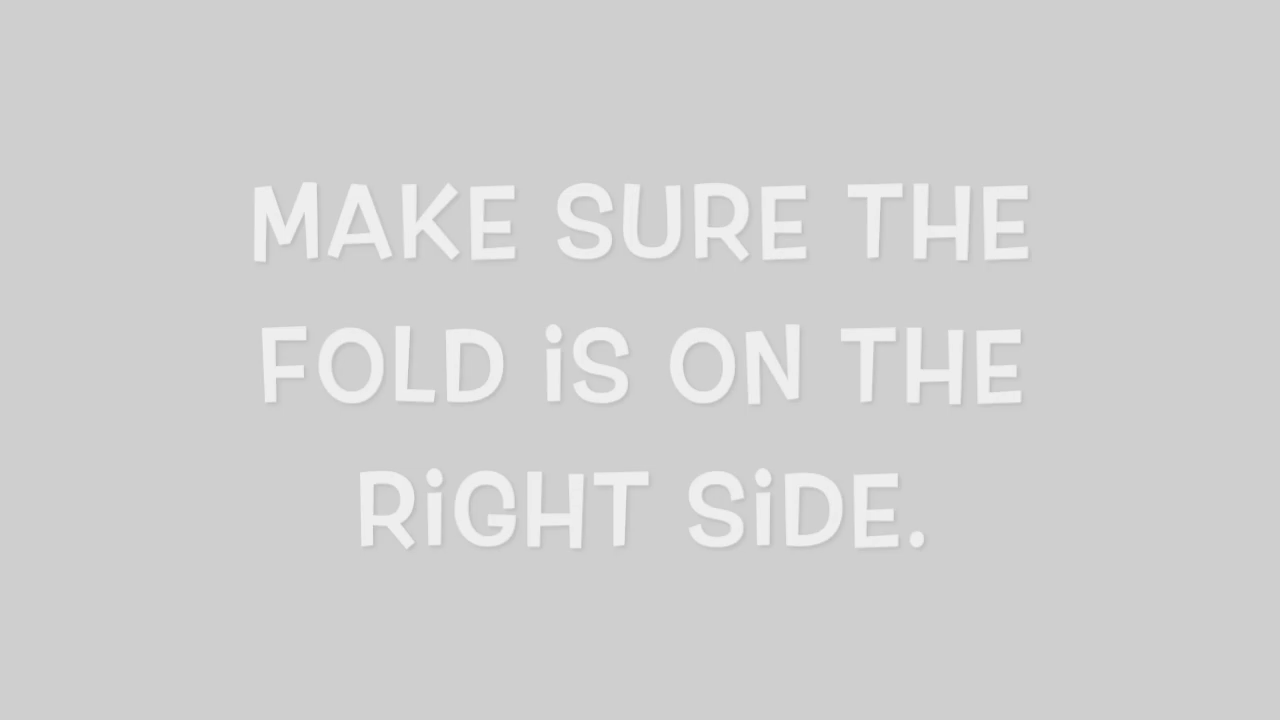 MAKE SURE THE
FOLD iS ON THE
RiGHT SiDE.